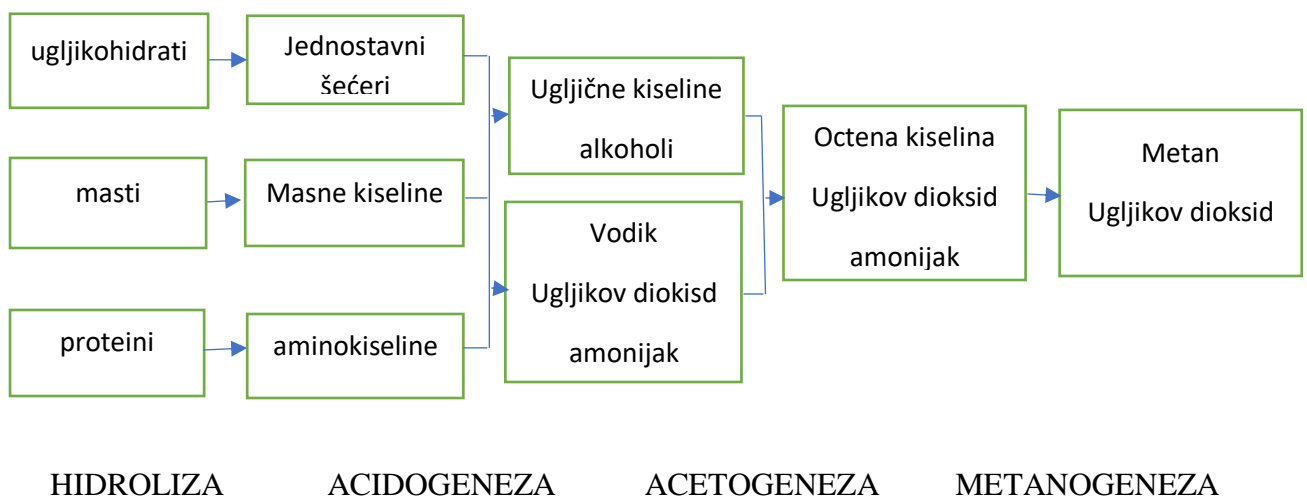 ugljikohidrati
Jednostavni
šećeri
masti
Masne kiseline
proteini
aminokiseline
Ugljične kiseline
alkoholi
Vodik
Ugljikov diokisd
amonijak
Octena kiselina
Ugljikov dioksid
amonijak
Metan
Ugljikov dioksid
HIDROLIZA ACIDOGENEZA ACETOGENEZA METANOGENEZA